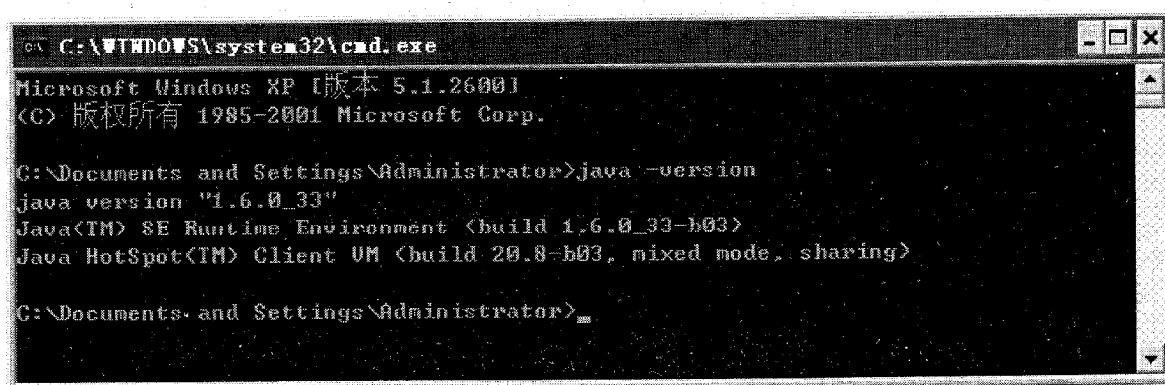 C:\WINDOWS\system32\cmd.exe
Microsoft Windows XP [版本 5.1.2600]
(C) 版权所有 1985-2001 Microsoft Corp.
C:\Documents and Settings\Administrator>java -version
java version "1.6.0_33"
Java(TM) SE Runtime Environment (build 1.6.0_33-b03)
Java HotSpot(TM) Client VM (build 20.8-b03, mixed mode, sharing)
C:\Documents and Settings\Administrator>_